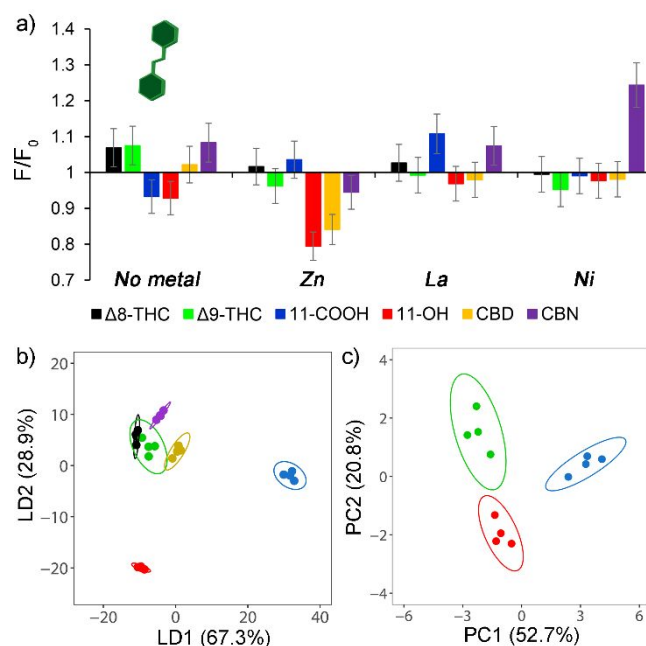 a)
1.4
1.3
1.2
1.1
1
0.9
0.8
0.7
F/F0
No metal Zn La Ni
Δ8-THC Δ9-THC 11-COOH 11-OH CBD CBN
b)
20
10
0
−10
−20
LD2 (28.9%)
−20 0 20 40
LD1 (67.3%)
c)
4
2
0
−2
−4
PC2 (20.8%)
−6 −3 0 3 6
PC1 (52.7%)